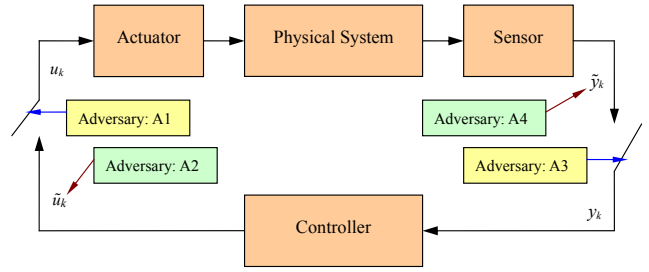 Actuator
Physical System
Sensor
u_k
ỹ_k
Adversary: A1
Adversary: A4
Adversary: A2
Adversary: A3
ũ_k
y_k
Controller